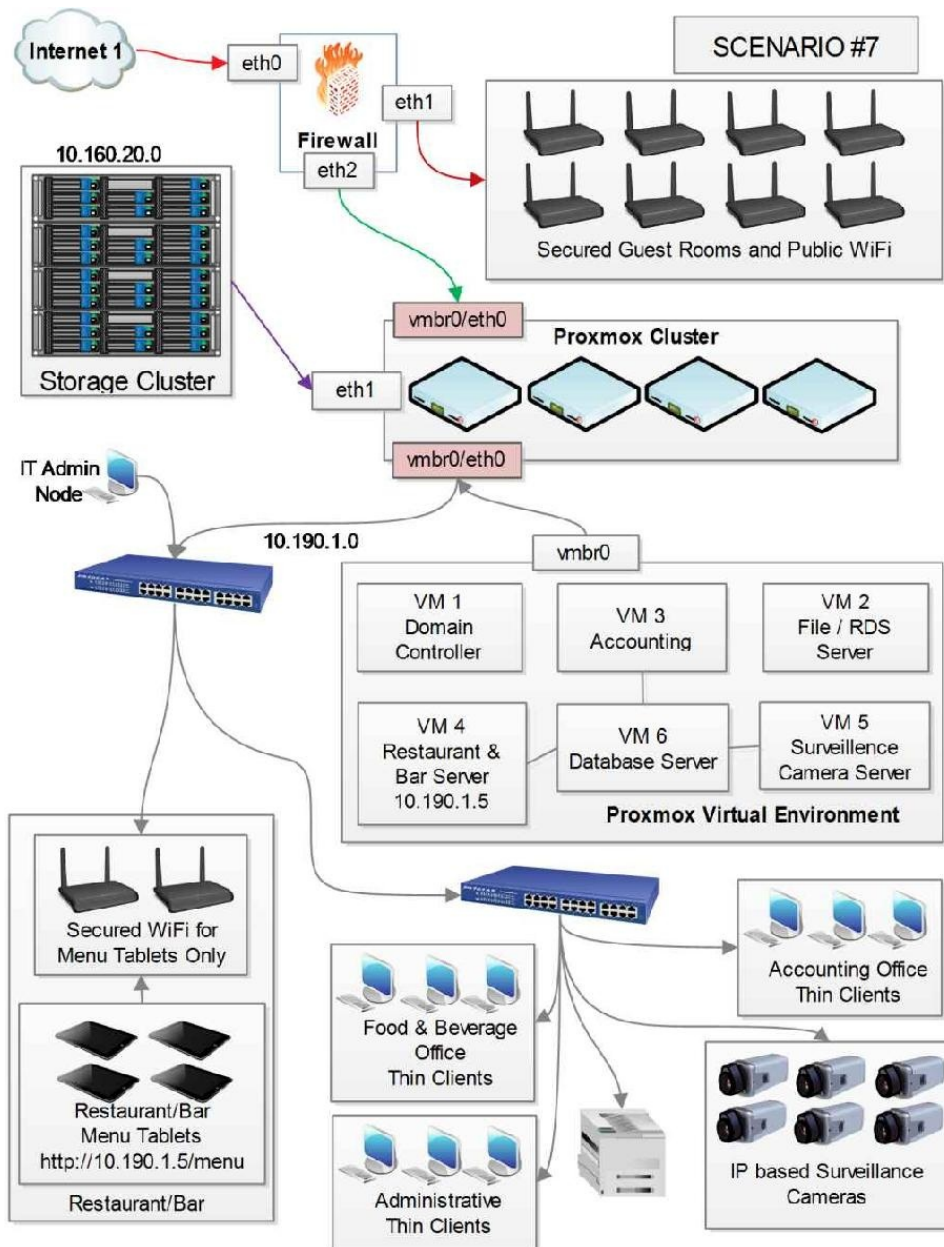 Internet 1
eth0
Firewall
eth1
eth2
SCENARIO #7
Secured Guest Rooms and Public WiFi
10.160.20.0
Storage Cluster
vmbr0/eth0
Proxmox Cluster
eth1
vmbr0/eth0
IT Admin
Node
10.190.1.0
vmbr0
VM 1
Domain
Controller
VM 3
Accounting
VM 2
File / RDS
Server
VM 4
Restaurant &
Bar Server
10.190.1.5
VM 6
Database Server
VM 5
Surveillence
Camera Server
Proxmox Virtual Environment
Secured WiFi for
Menu Tablets Only
Restaurant/Bar
Menu Tablets
http://10.190.1.5/menu
Restaurant/Bar
Food & Beverage
Office
Thin Clients
Administrative
Thin Clients
Accounting Office
Thin Clients
IP based Surveillance
Cameras